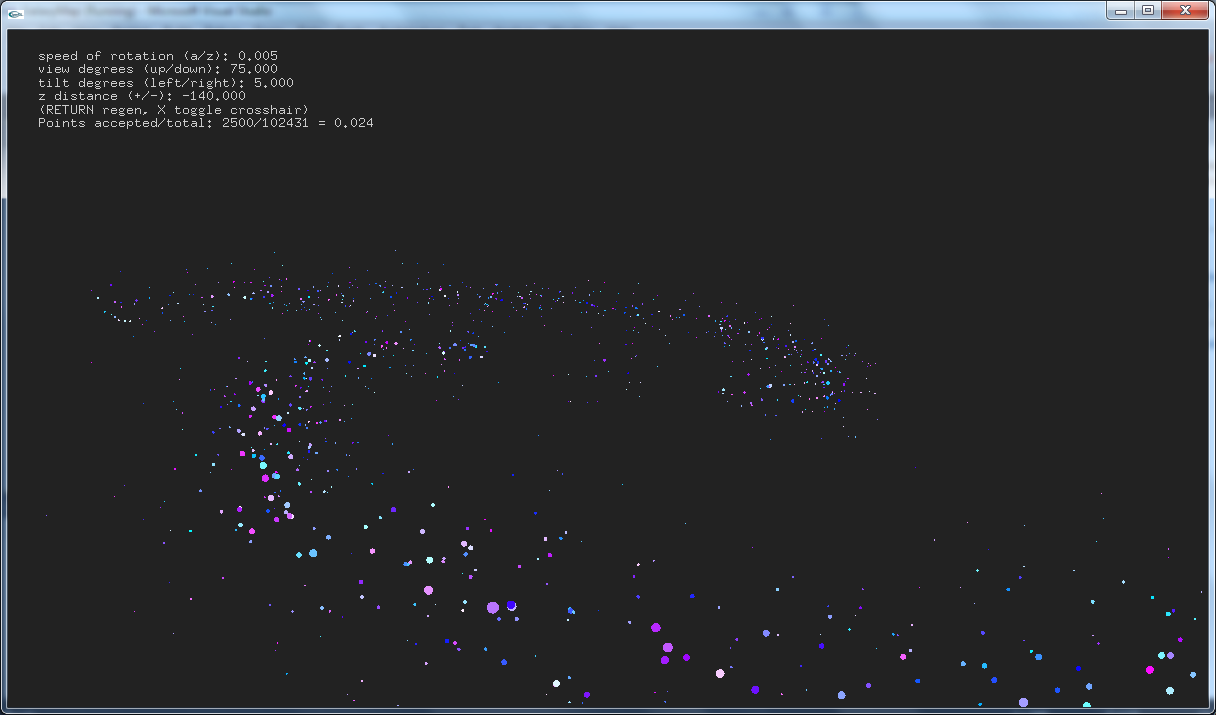 Microsoft Visual Studio
speed of rotation (a/z): 0.005
view degrees (up/down): 75.000
tilt degrees (left/right): 5.000
z distance (+/-): -140.000
(RETURN regen, X toggle crosshair)
Points accepted/total: 2500/102431 = 0.024